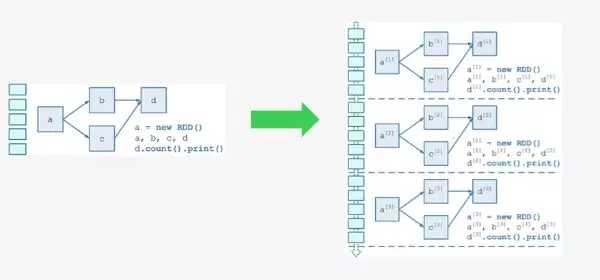 a
b
c
d
a = new RDD()
a, b, c, d
d.count().print()
a[1]
b[1]
c[1]
d[1]
a[1] = new RDD()
a[1], b[1], c[1], d[1]
d[1].count().print()
a[2]
b[2]
c[2]
d[2]
a[2] = new RDD()
a[2], b[2], c[2], d[2]
d[2].count().print()
a[3]
b[3]
c[3]
d[3]
a[3] = new RDD()
a[3], b[3], c[3], d[3]
d[3].count().print()